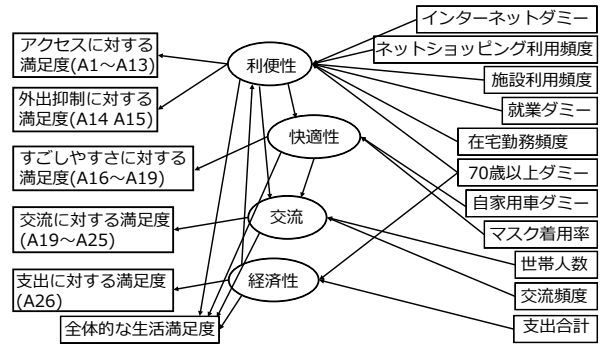 アクセスに対する
満足度(A1～A13)
外出抑制に対する
満足度(A14 A15)
すごしやすさに対する
満足度(A16～A19)
交流に対する満足度
(A19～A25)
支出に対する満足度
(A26)
全体的な生活満足度
利便性
快適性
交流
経済性
インターネットダミー
ネットショッピング利用頻度
施設利用頻度
就業ダミー
在宅勤務頻度
70歳以上ダミー
自家用車ダミー
マスク着用率
世帯人数
交流頻度
支出合計